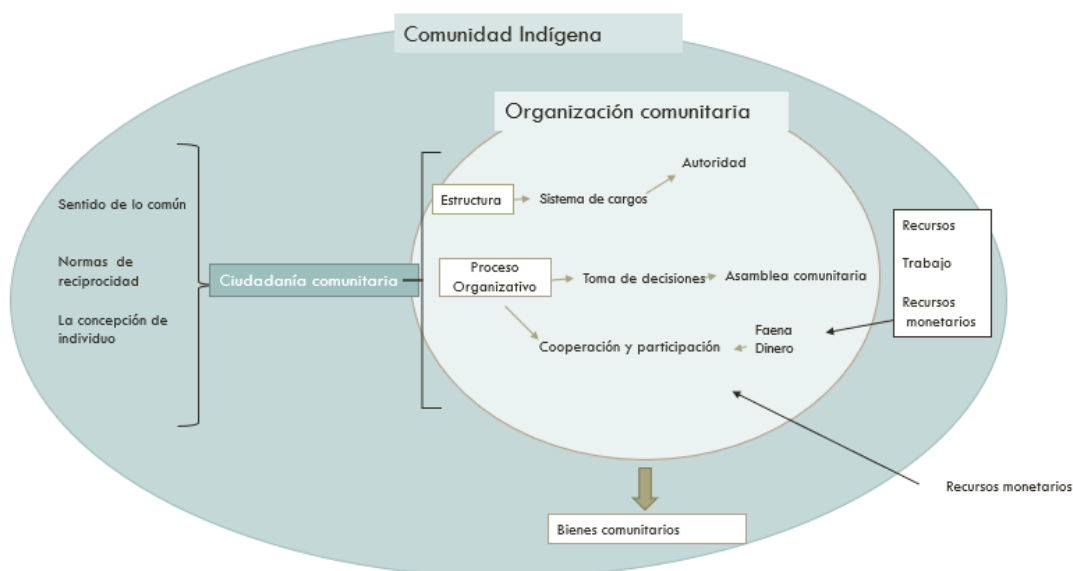 Comunidad Indígena
Organización comunitaria
Autoridad
Estructura
Sistema de cargos
Sentido de lo común
Normas de
reciprocidad
La concepción de
individuo
Ciudadanía comunitaria
Proceso
Organizativo
Toma de decisiones
Asamblea comunitaria
Cooperación y participación
Faena
Dinero
Recursos
Trabajo
Recursos
monetarios
Recursos monetarios
Bienes comunitarios